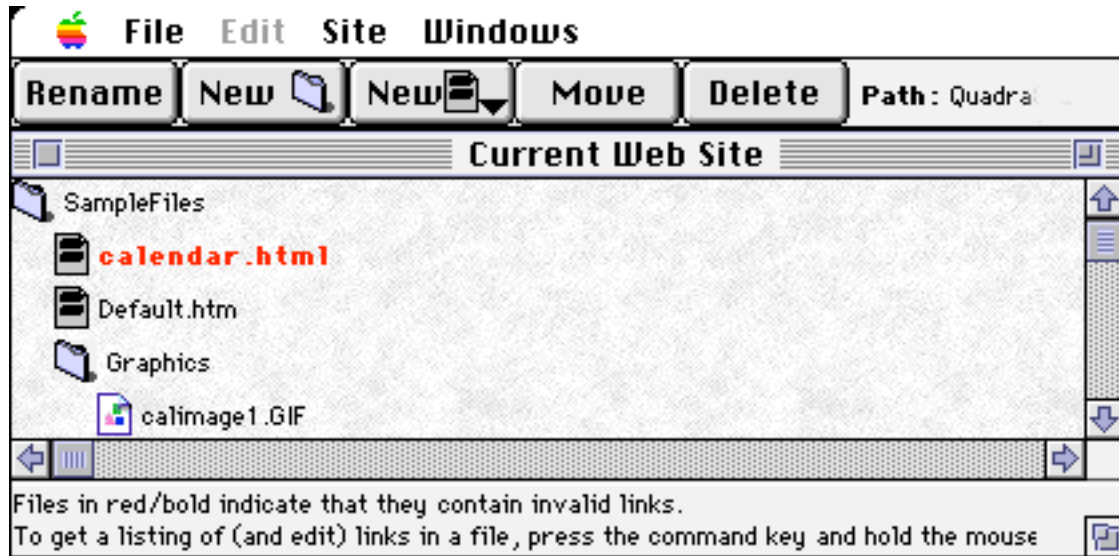 File Edit Site Windows
Rename New New Move Delete Path: Quadra
Current Web Site
SampleFiles
calendar.html
Default.htm
Graphics
calimage1.GIF
Files in red/bold indicate that they contain invalid links.
To get a listing of (and edit) links in a file, press the command key and hold the mouse